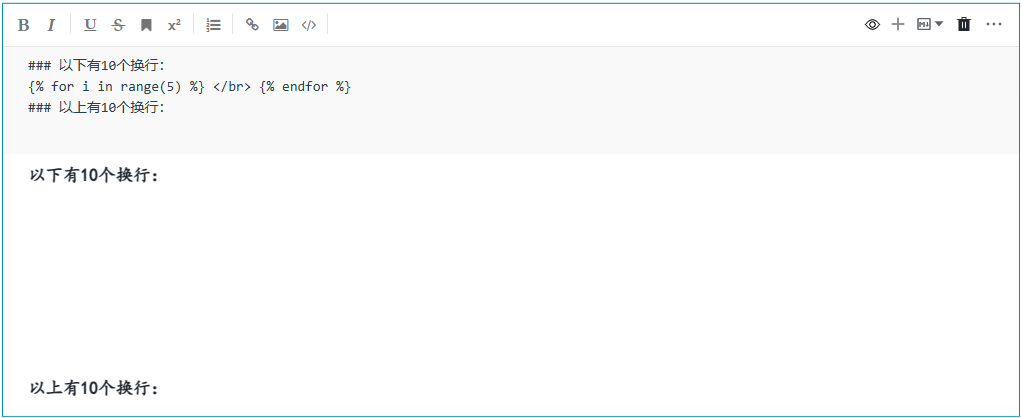 B I U S x²
### 以下有10个换行:
{% for i in range(5) %} </br> {% endfor %}
### 以上有10个换行:
以下有10个换行：
以上有10个换行：